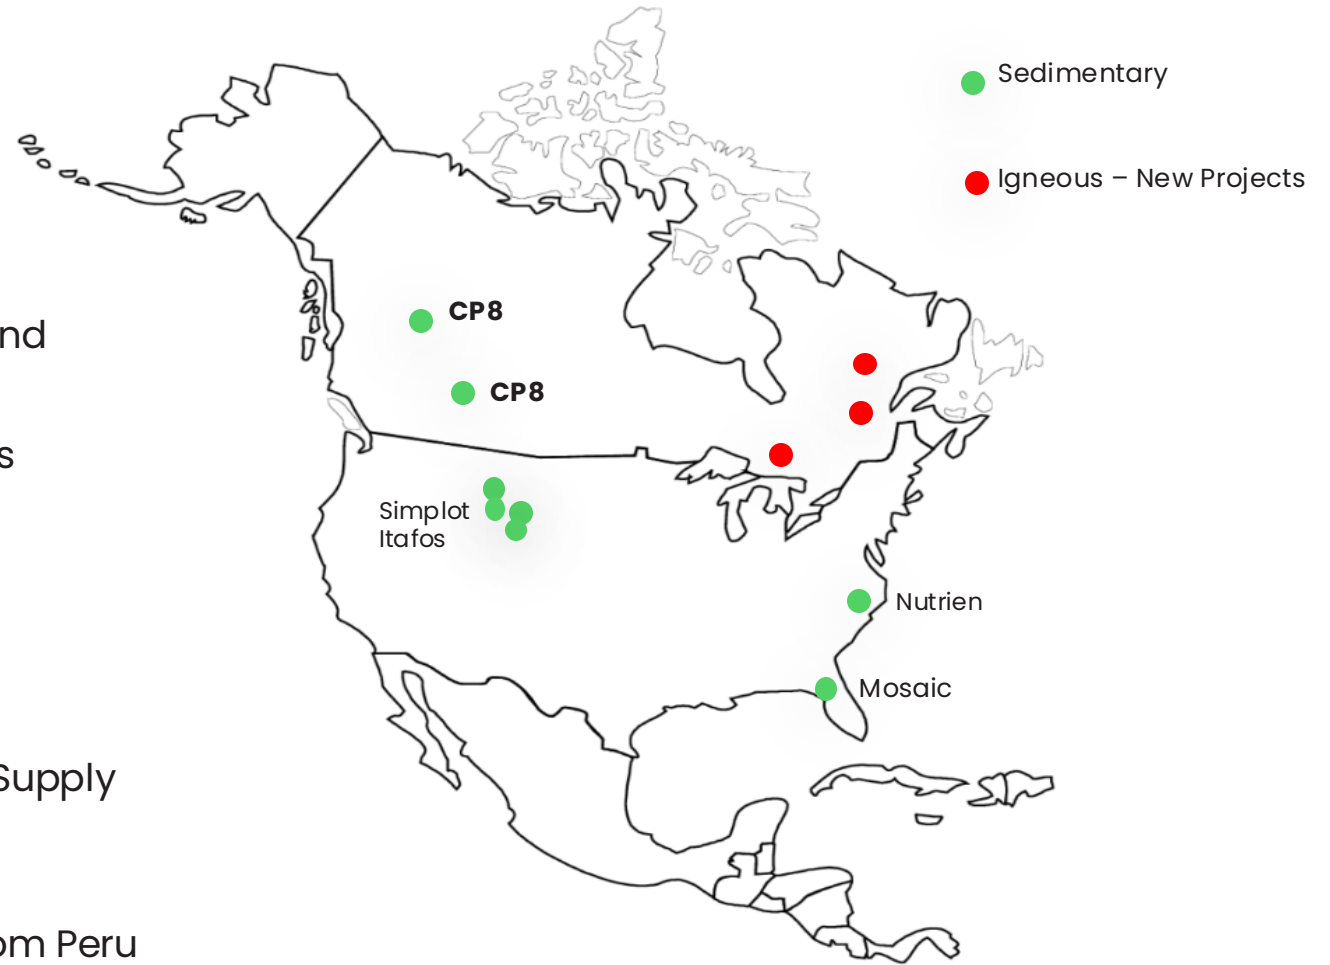 Sedimentary
Igneous – New Projects
CP8
nd
CP8
s
Simplot
Itafos
Nutrien
Mosaic
Supply
om Peru